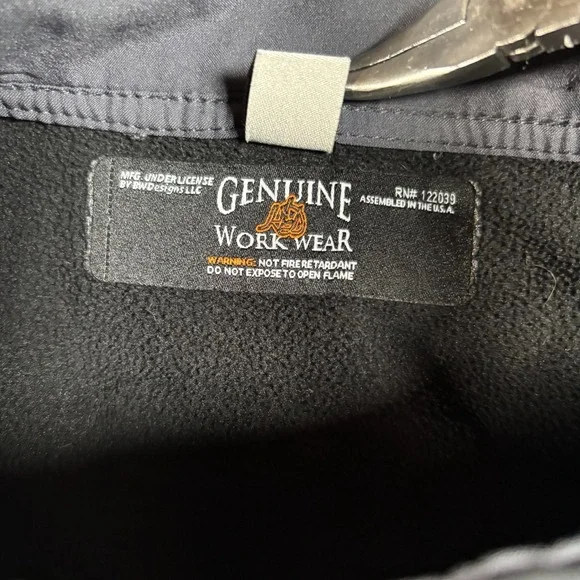 MFG. UNDER LICENSE
BY BWDesigns LLC
GENUINE
WORK WEAR
RN# 122039
ASSEMBLED IN THE U.S.A.
WARNING: NOT FIRE RETARDANT
DO NOT EXPOSE TO OPEN FLAME